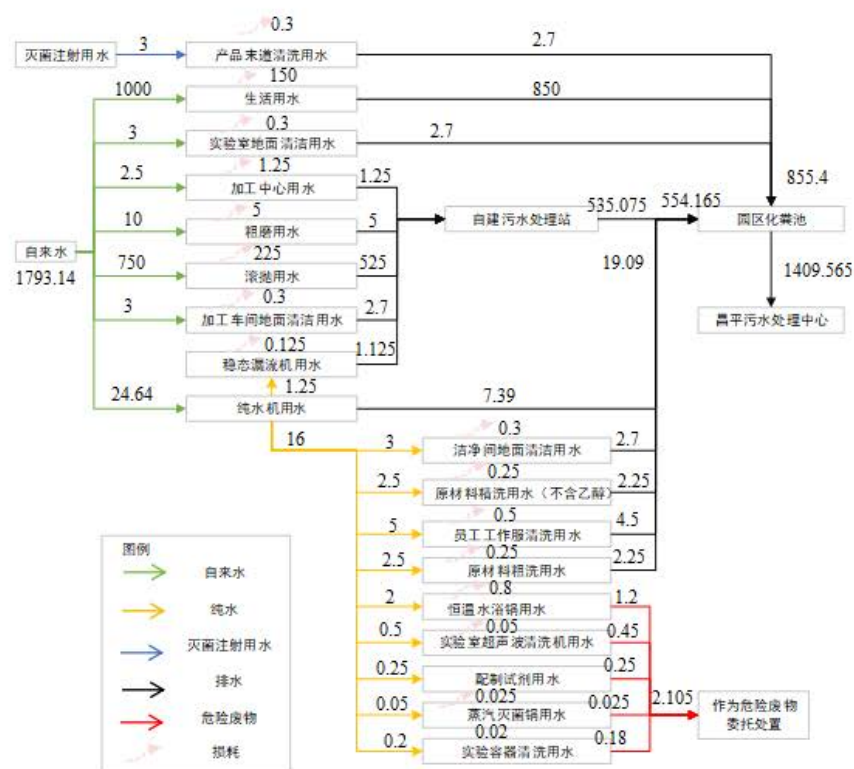 0.3
灭菌注射用水
3
产品末道清洗用水
2.7
150
1000
生活用水
850
0.3
3
实验室地面清洁用水
2.7
1.25
2.5
加工中心用水
1.25
855.4
5
10
粗磨用水
5
自建污水处理站
535.075
554.165
园区化粪池
自来水
1793.14
225
750
滚抛用水
525
19.09
1409.565
0.3
3
加工车间地面清洁用水
2.7
昌平污水处理中心
0.125
稳态漏流机用水
1.125
1.25
24.64
纯水机用水
7.39
16
0.3
3
洁净间地面清洁用水
2.7
0.25
2.5
原材料精洗用水（不含乙醇）
2.25
0.5
5
员工工作服清洗用水
4.5
0.25
2.5
原材料粗洗用水
2.25
0.8
2
恒温水浴锅用水
1.2
0.05
0.5
实验室超声波清洗机用水
0.45
0.25
配制试剂用水
0.25
0.025
0.05
蒸汽灭菌锅用水
0.025
2.105
作为危险废物
委托处置
0.02
0.2
实验容器清洗用水
0.18
图例
自来水
纯水
灭菌注射用水
排水
危险废物
损耗